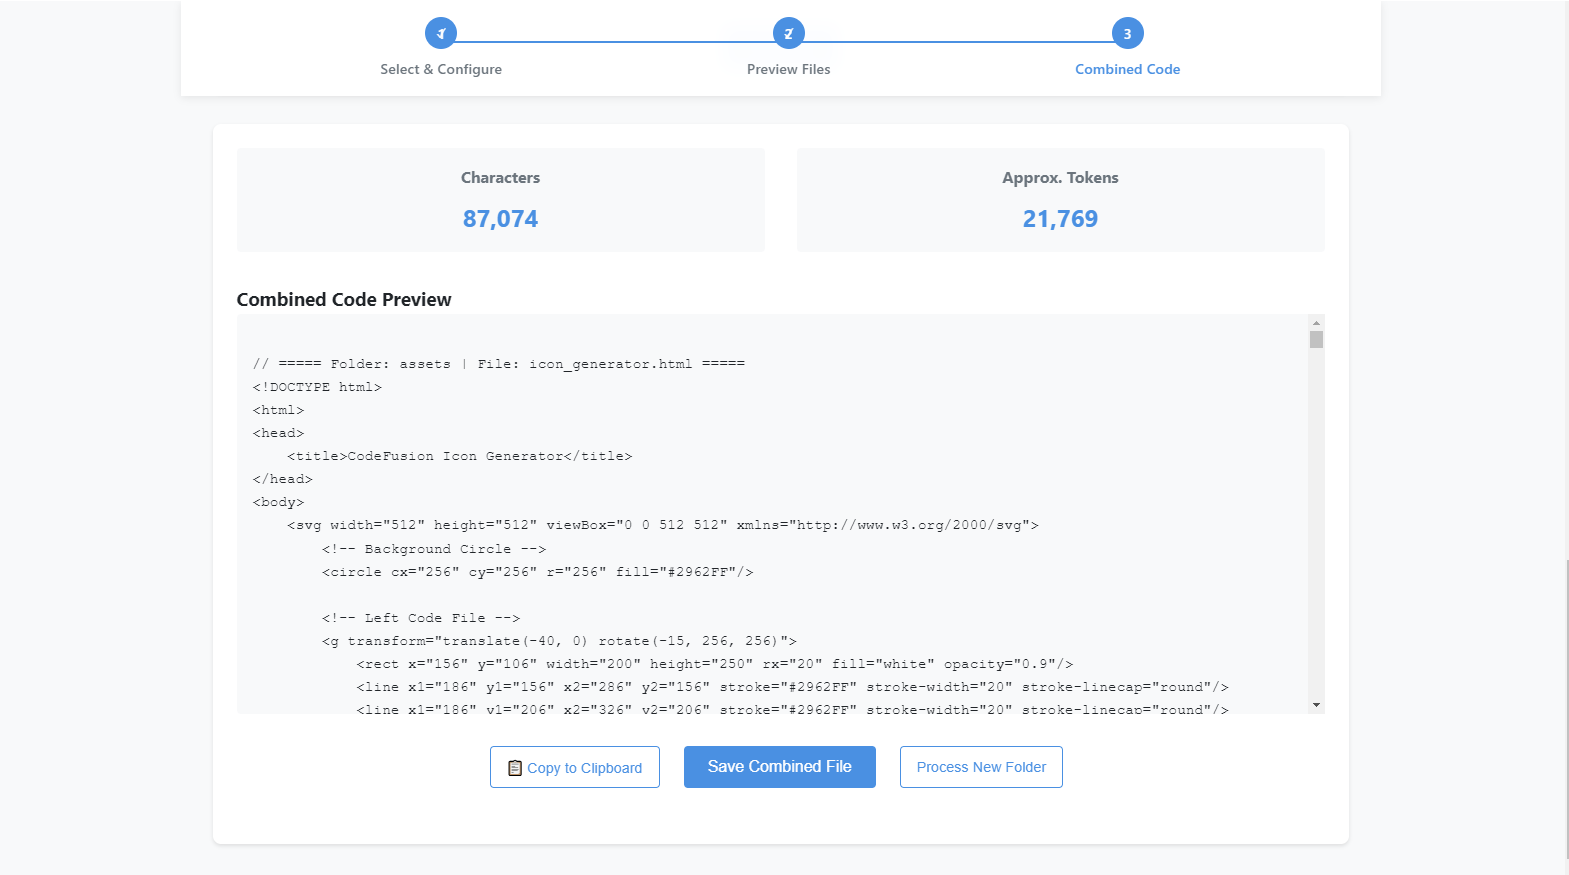 1 2 3
Select & Configure Preview Files Combined Code
Characters Approx. Tokens
87,074 21,769
Combined Code Preview
// ===== Folder: assets | File: icon_generator.html =====
<!DOCTYPE html>
<html>
<head>
    <title>CodeFusion Icon Generator</title>
</head>
<body>
    <svg width="512" height="512" viewBox="0 0 512 512" xmlns="http://www.w3.org/2000/svg">
        <!-- Background Circle -->
        <circle cx="256" cy="256" r="256" fill="#2962FF"/>
        <!-- Left Code File -->
        <g transform="translate(-40, 0) rotate(-15, 256, 256)">
            <rect x="156" y="106" width="200" height="250" rx="20" fill="white" opacity="0.9"/>
            <line x1="186" y1="156" x2="286" y2="156" stroke="#2962FF" stroke-width="20" stroke-linecap="round"/>
            <line x1="186" y1="206" x2="326" y2="206" stroke="#2962FF" stroke-width="20" stroke-linecap="round"/>
Copy to Clipboard Save Combined File Process New Folder